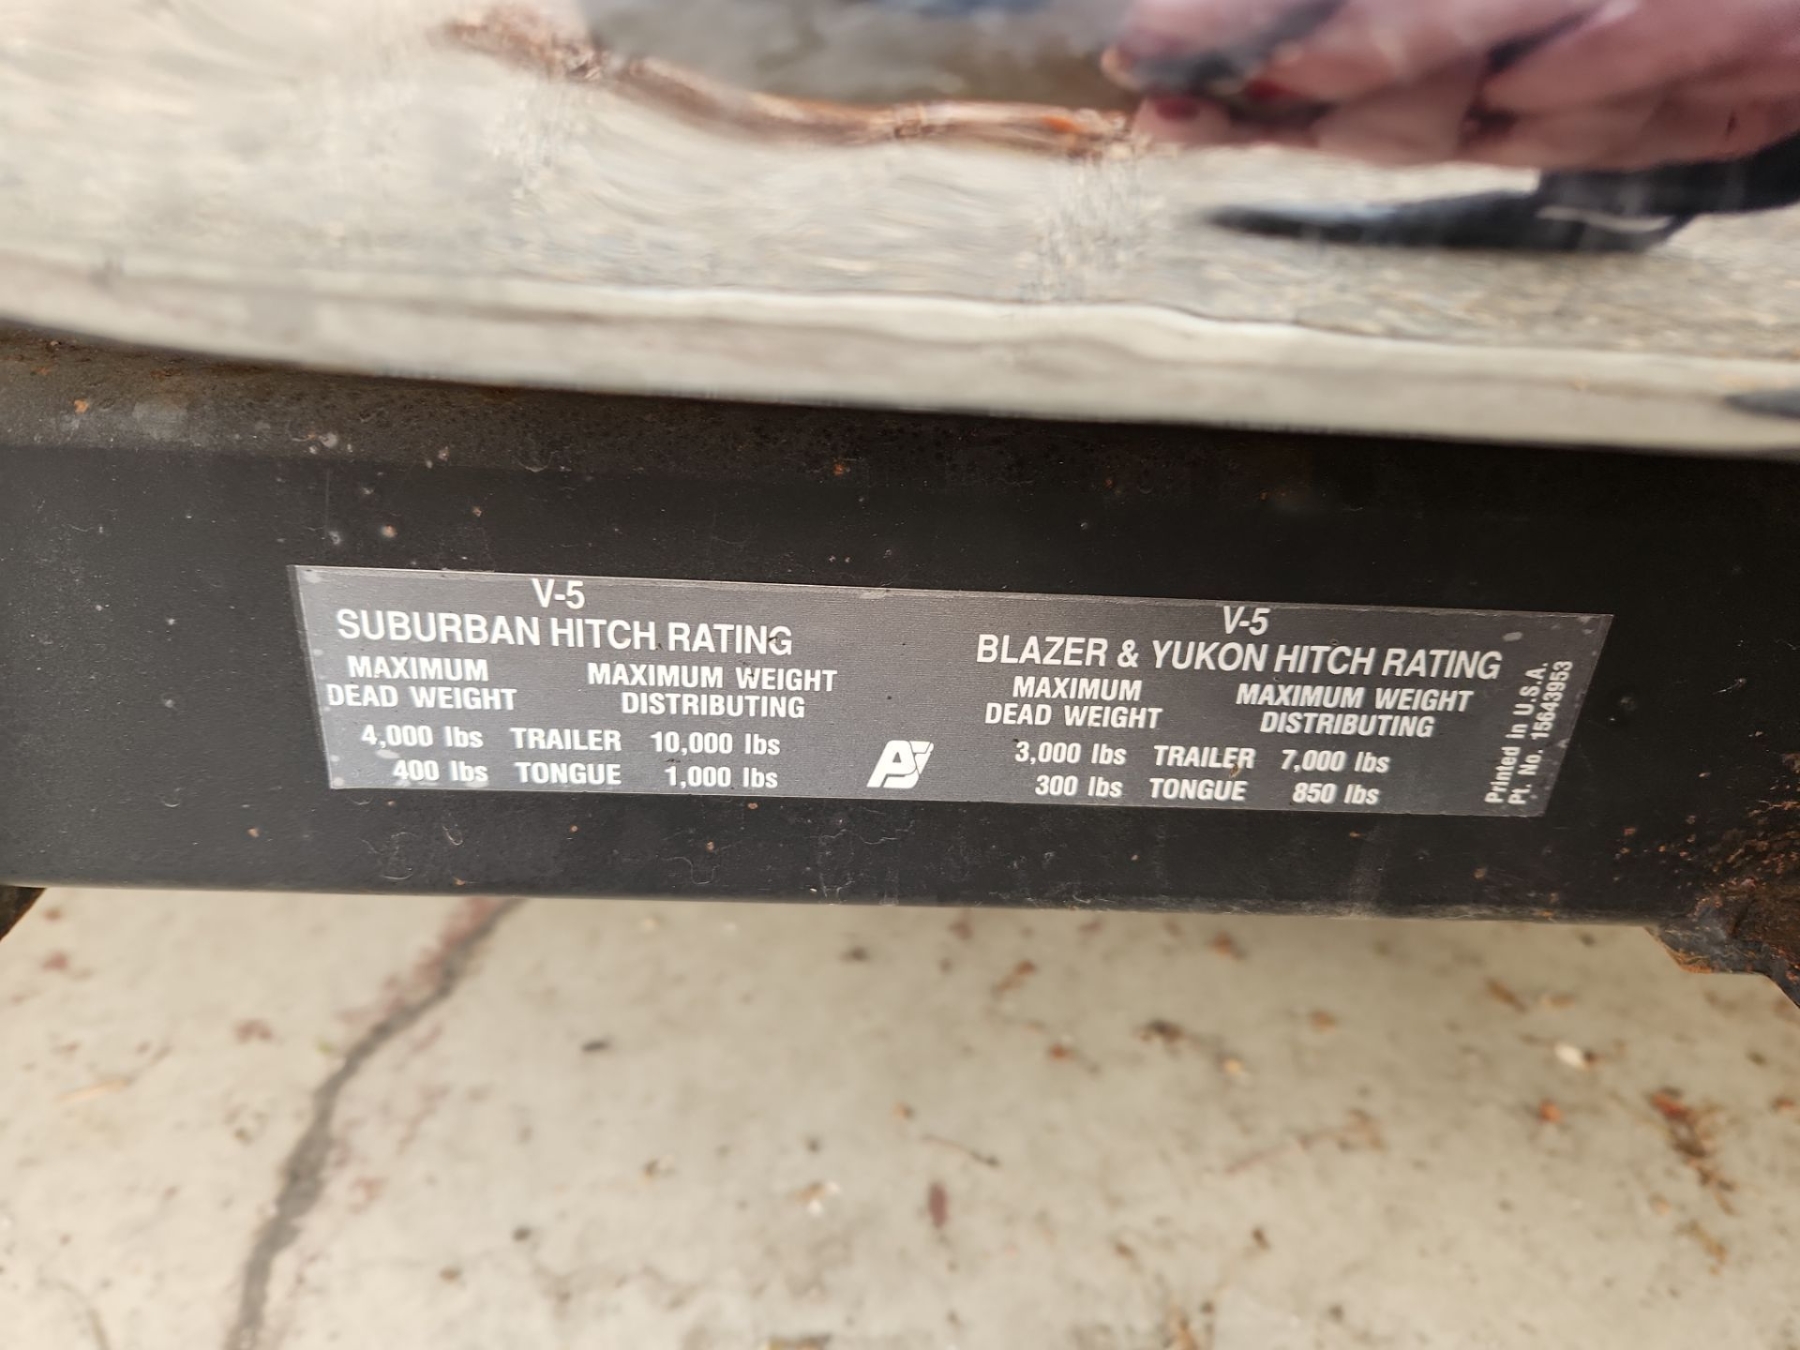 V-5
SUBURBAN HITCH RATING
MAXIMUM DEAD WEIGHT
MAXIMUM WEIGHT DISTRIBUTING
4,000 lbs TRAILER 10,000 lbs
400 lbs TONGUE 1,000 lbs
V-5
BLAZER & YUKON HITCH RATING
MAXIMUM DEAD WEIGHT
MAXIMUM WEIGHT DISTRIBUTING
3,000 lbs TRAILER 7,000 lbs
300 lbs TONGUE 850 lbs
Printed in U.S.A.
Pt. No. 15643953